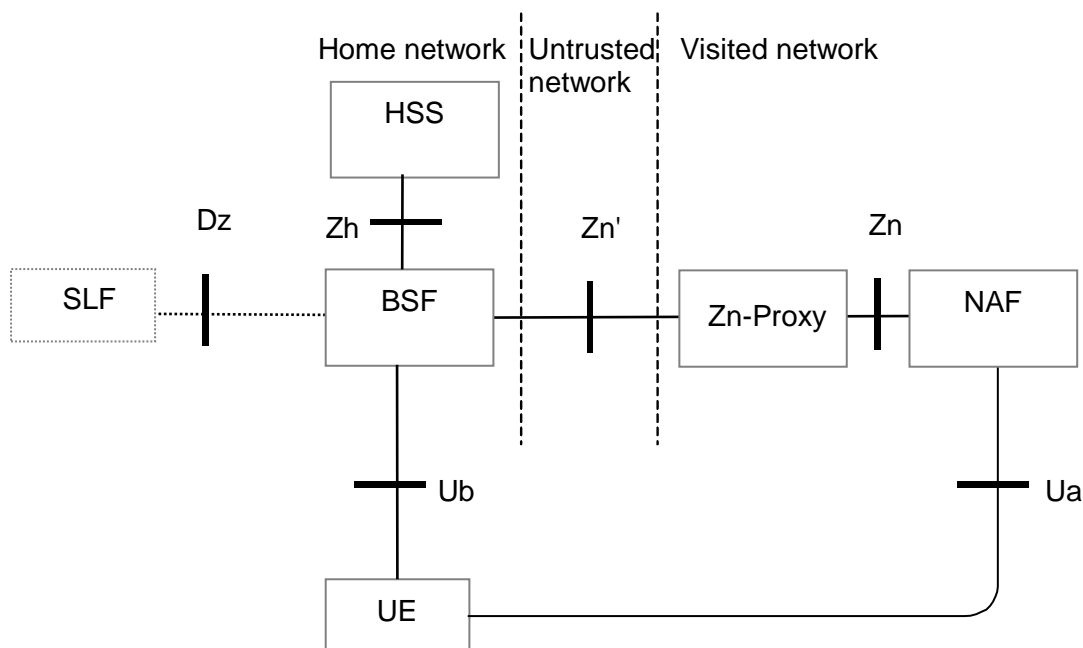 Home network
Untrusted
network
Visited network
HSS
Dz
Zh
Zn'
Zn
SLF
BSF
Zn-Proxy
NAF
Ub
Ua
UE